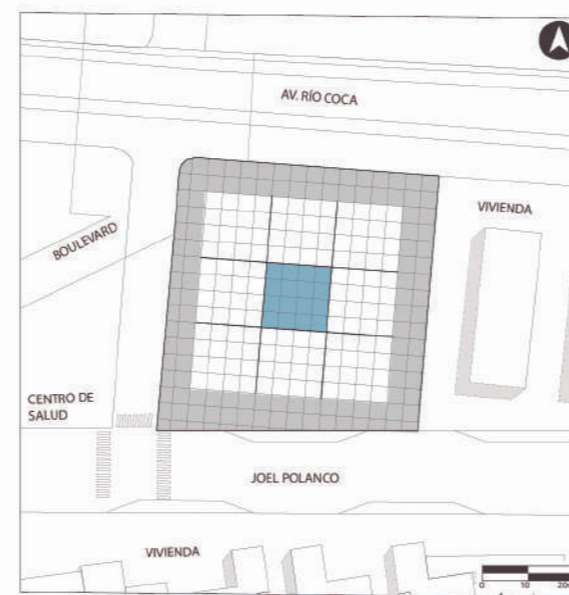 AV. RÍO COCA
VIVIENDA
BOULEVARD
CENTRO DE
SALUD
JOEL POLANCO
VIVIENDA
0 10